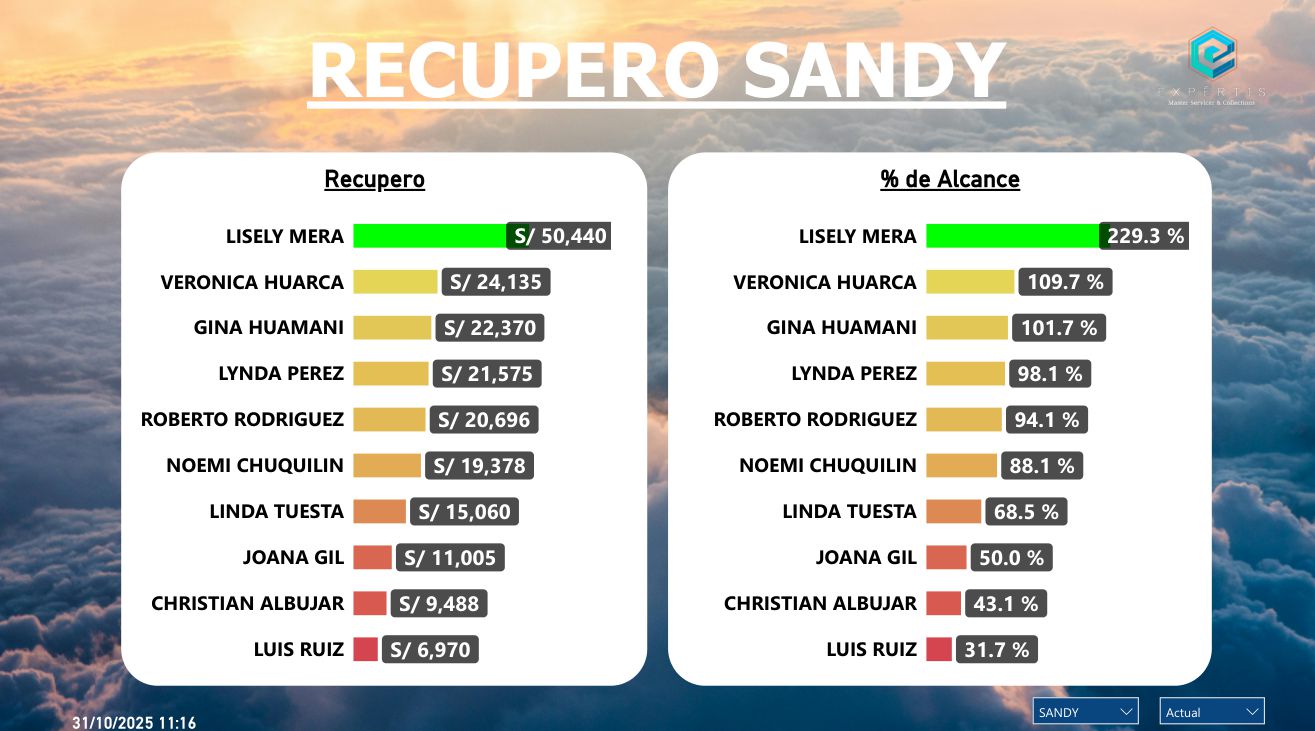 RECUPERO SANDY
EXPERTIS
Master Servicer & Collections
Recupero
LISELY MERA S/ 50,440
VERONICA HUARCA S/ 24,135
GINA HUAMANI S/ 22,370
LYNDA PEREZ S/ 21,575
ROBERTO RODRIGUEZ S/ 20,696
NOEMI CHUQUILIN S/ 19,378
LINDA TUESTA S/ 15,060
JOANA GIL S/ 11,005
CHRISTIAN ALBUJAR S/ 9,488
LUIS RUIZ S/ 6,970
% de Alcance
LISELY MERA 229.3 %
VERONICA HUARCA 109.7 %
GINA HUAMANI 101.7 %
LYNDA PEREZ 98.1 %
ROBERTO RODRIGUEZ 94.1 %
NOEMI CHUQUILIN 88.1 %
LINDA TUESTA 68.5 %
JOANA GIL 50.0 %
CHRISTIAN ALBUJAR 43.1 %
LUIS RUIZ 31.7 %
31/10/2025 11:16
SANDY
Actual